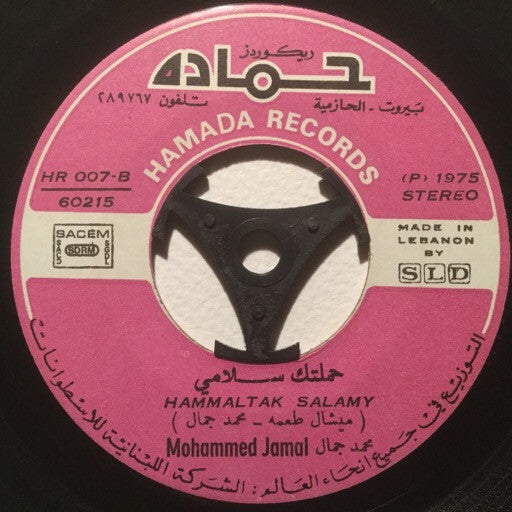 ريكوردز
حماده
بيروت - الحازمية تلفون ٢٨٩٧٦٧
HAMADA RECORDS
HR 007-B
60215
(P) 1975
STEREO
SACEM
SACD SDRM SGDL
MADE IN
LEBANON
BY
SLD
حملتك سلامي
HAMMALTAK SALAMY
( ميشال طعمه - محمد جمال )
Mohammed Jamal محمد جمال
التوزيع في جميع انحاء العالم : الشركة اللبنانية للاسطوانات